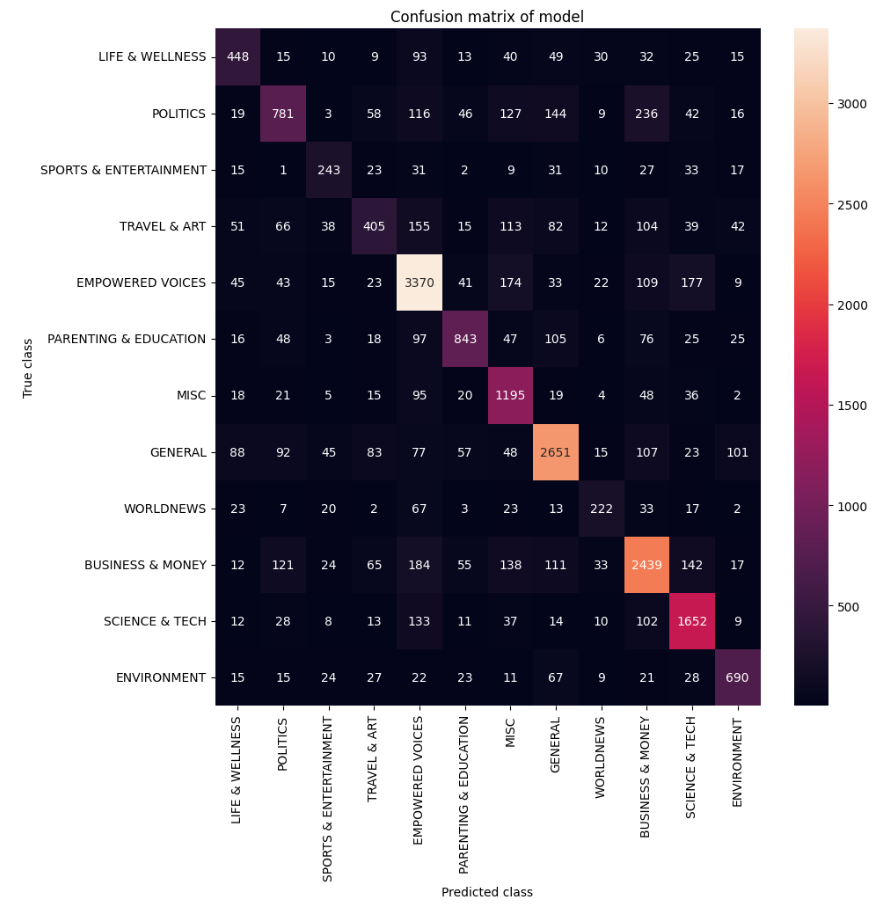 Confusion matrix of model
LIFE & WELLNESS 448 15 10 9 93 13 40 49 30 32 25 15
POLITICS 19 781 3 58 116 46 127 144 9 236 42 16
SPORTS & ENTERTAINMENT 15 1 243 23 31 2 9 31 10 27 33 17
TRAVEL & ART 51 66 38 405 155 15 113 82 12 104 39 42
EMPOWERED VOICES 45 43 15 23 3370 41 174 33 22 109 177 9
PARENTING & EDUCATION 16 48 3 18 97 843 47 105 6 76 25 25
MISC 18 21 5 15 95 20 1195 19 4 48 36 2
GENERAL 88 92 45 83 77 57 48 2651 15 107 23 101
WORLDNEWS 23 7 20 2 67 3 23 13 222 33 17 2
BUSINESS & MONEY 12 121 24 65 184 55 138 111 33 2439 142 17
SCIENCE & TECH 12 28 8 13 133 11 37 14 10 102 1652 9
ENVIRONMENT 15 15 24 27 22 23 11 67 9 21 28 690
True class
LIFE & WELLNESS
POLITICS
SPORTS & ENTERTAINMENT
TRAVEL & ART
EMPOWERED VOICES
PARENTING & EDUCATION
MISC
GENERAL
WORLDNEWS
BUSINESS & MONEY
SCIENCE & TECH
ENVIRONMENT
Predicted class
3000
2500
2000
1500
1000
500